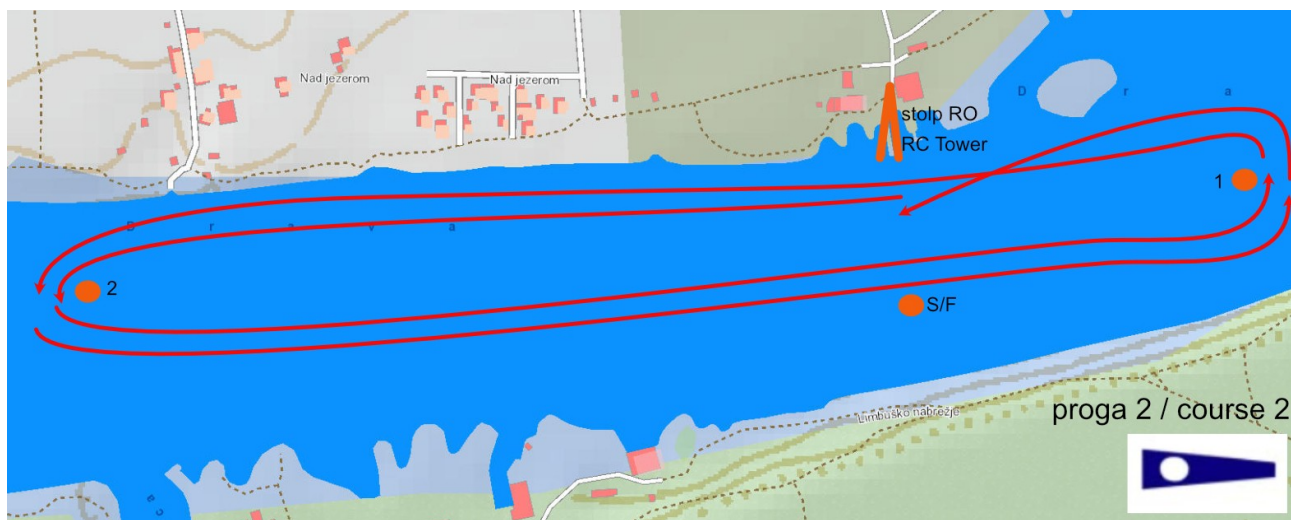 Nad jezerom
Nad jezerom
D r a
stolp RO
RC Tower
1
D r a v a
2
S/F
Limbuško nabrežje
proga 2 / course 2